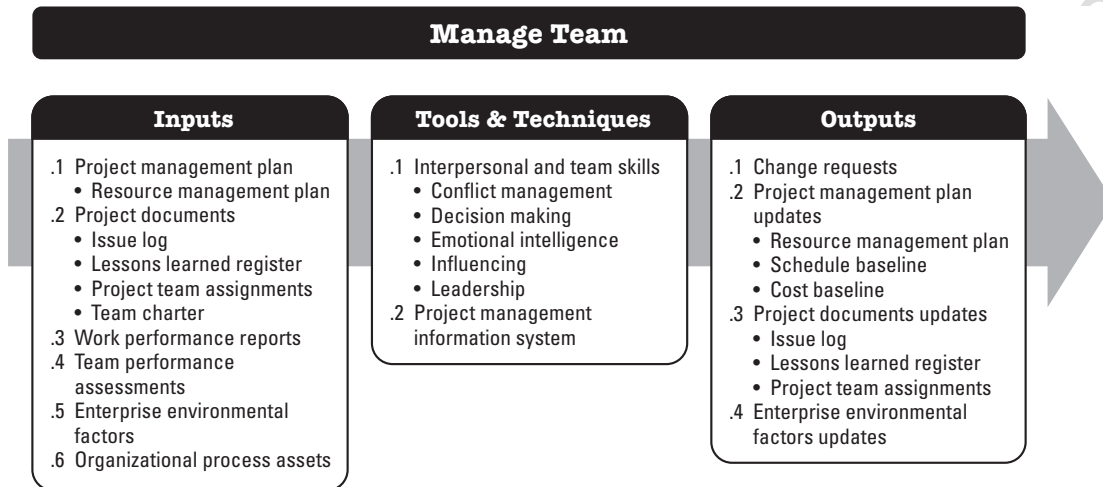 Manage Team
Inputs
.1 Project management plan
• Resource management plan
.2 Project documents
• Issue log
• Lessons learned register
• Project team assignments
• Team charter
.3 Work performance reports
.4 Team performance
assessments
.5 Enterprise environmental
factors
.6 Organizational process assets
Tools & Techniques
.1 Interpersonal and team skills
• Conflict management
• Decision making
• Emotional intelligence
• Influencing
• Leadership
.2 Project management
information system
Outputs
.1 Change requests
.2 Project management plan
updates
• Resource management plan
• Schedule baseline
• Cost baseline
.3 Project documents updates
• Issue log
• Lessons learned register
• Project team assignments
.4 Enterprise environmental
factors updates